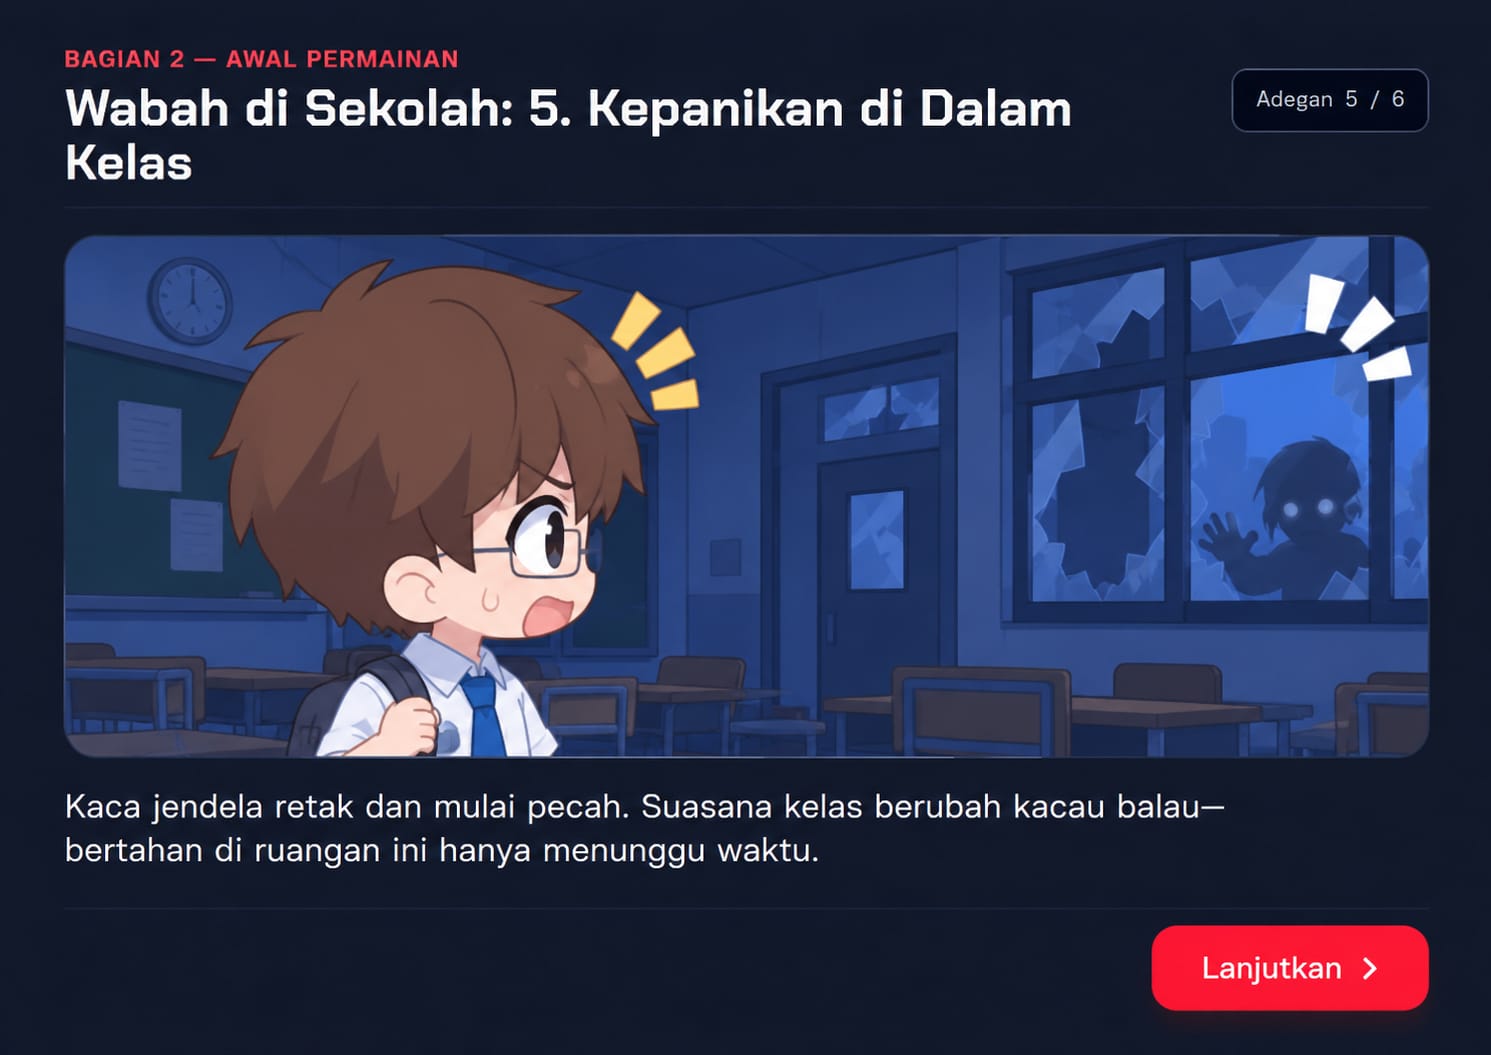 BAGIAN 2 — AWAL PERMAINAN
Wabah di Sekolah: 5. Kepanikan di Dalam
Kelas
Adegan 5 / 6
Kaca jendela retak dan mulai pecah. Suasana kelas berubah kacau balau—
bertahan di ruangan ini hanya menunggu waktu.
Lanjutkan